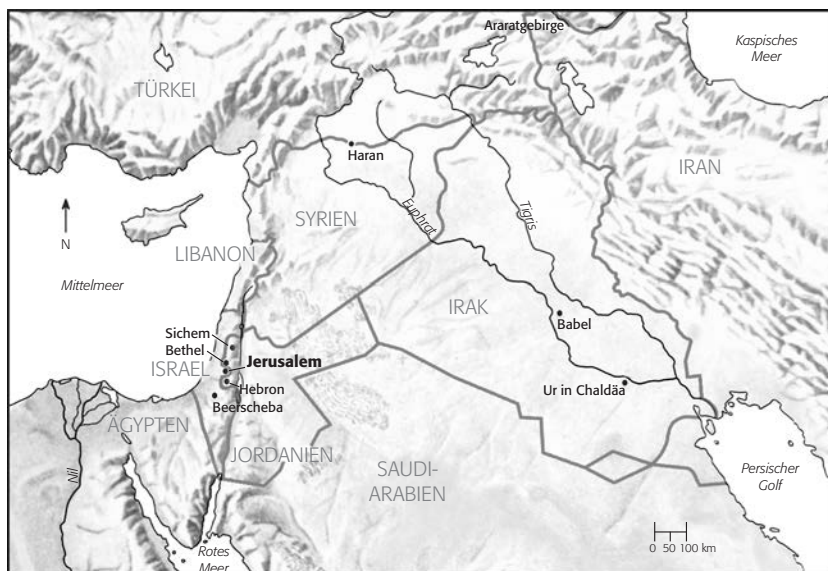 Araratgebirge
Kaspisches
Meer
TÜRKEI
Haran
IRAN
N
SYRIEN
Euphrat
Tigris
LIBANON
Mittelmeer
IRAK
Babel
Sichem
Bethel
Jerusalem
ISRAEL
Hebron
Ur in Chaldäa
Beerscheba
ÄGYPTEN
JORDANIEN
SAUDI-
ARABIEN
Nil
Persischer
Golf
Rotes
Meer
0 50 100 km